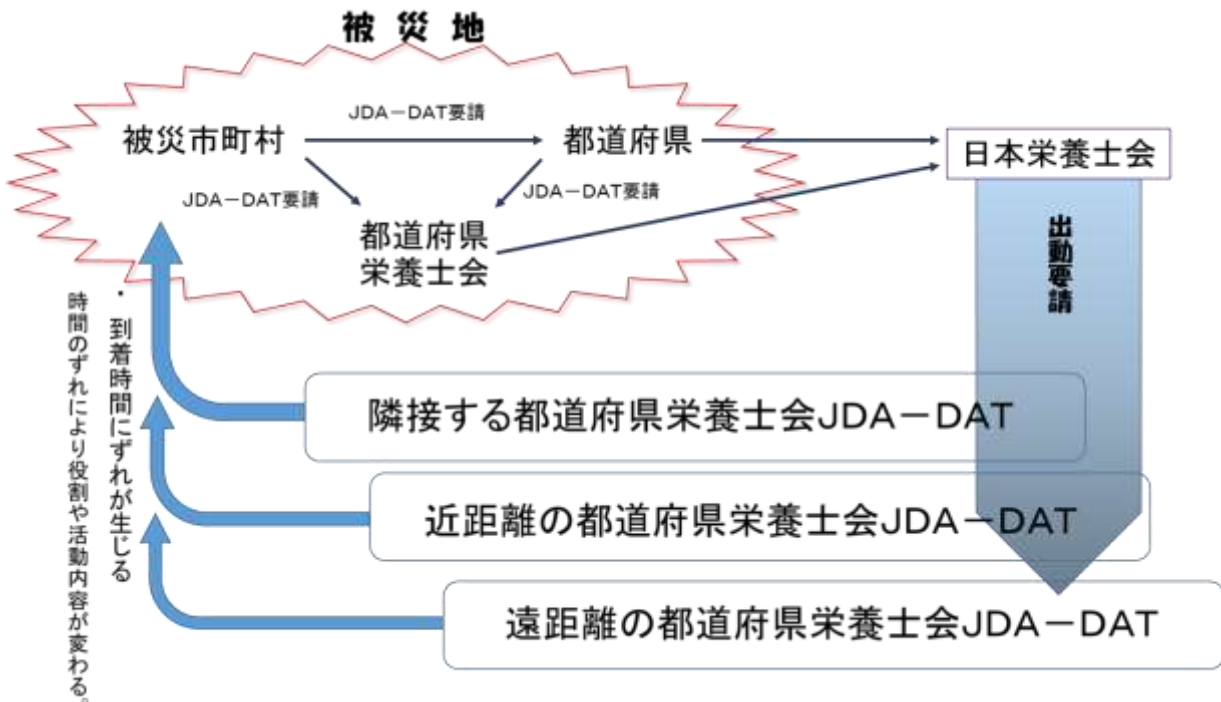 被災地
JDA－DAT要請
被災市町村
都道府県
日本栄養士会
JDA－DAT要請
JDA－DAT要請
都道府県
栄養士会
出動要請
・到着時間にずれが生じる
時間のずれにより役割や活動内容が変わる。
隣接する都道府県栄養士会JDA－DAT
近距離の都道府県栄養士会JDA－DAT
遠距離の都道府県栄養士会JDA－DAT